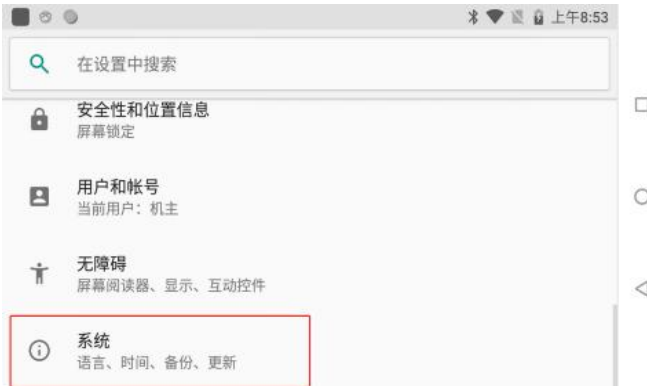 上午8:53
在设置中搜索
安全性和位置信息
屏幕锁定
用户和帐号
当前用户：机主
无障碍
屏幕阅读器、显示、互动控件
系统
语言、时间、备份、更新